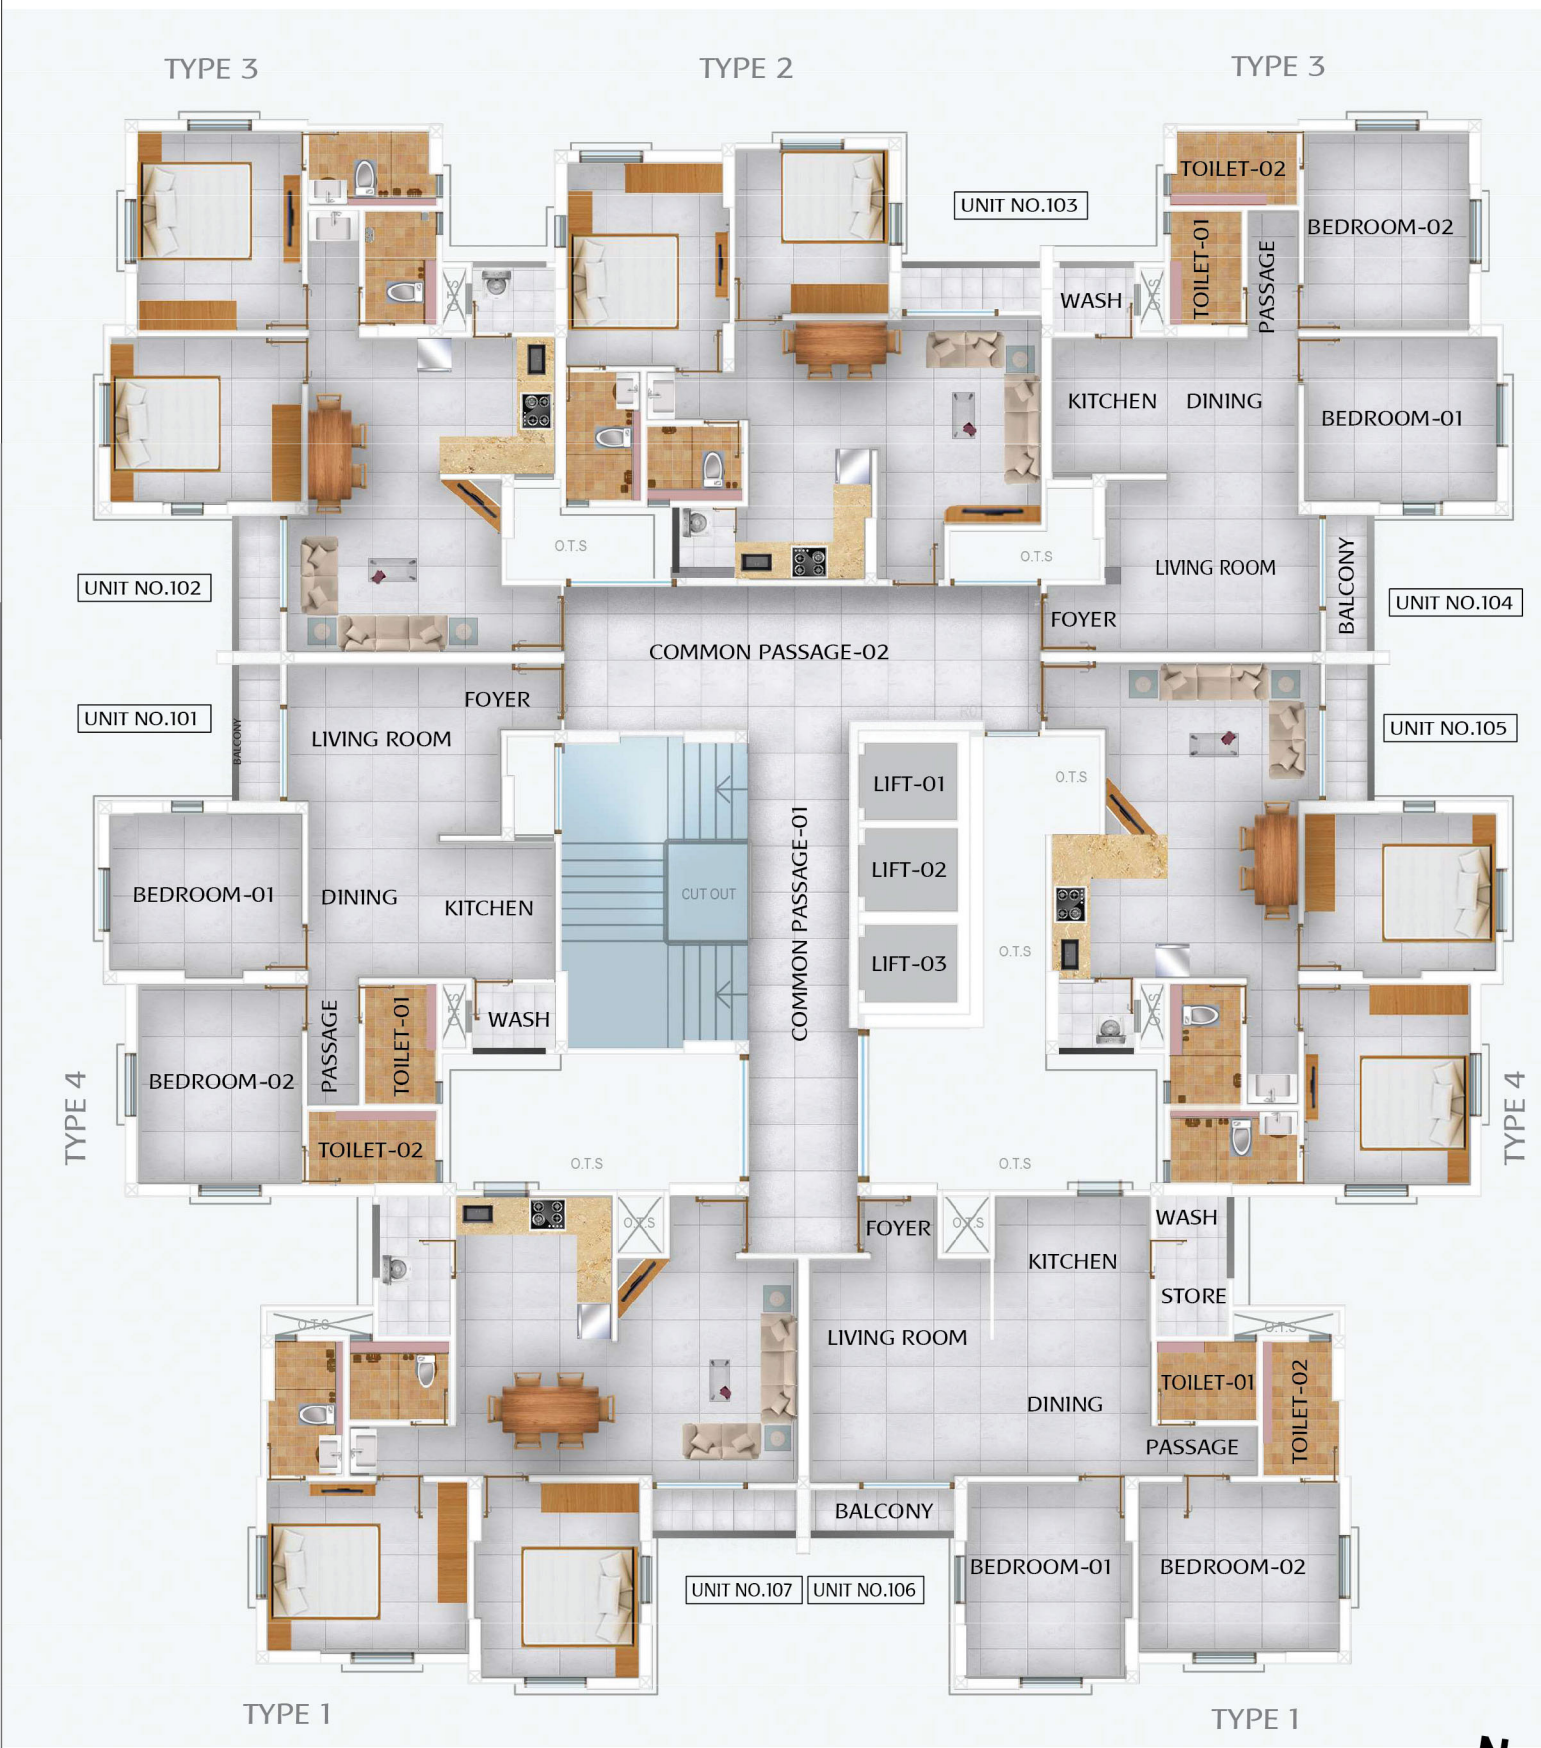 TYPE 3
TYPE 2
TYPE 3
TOILET-02
UNIT NO.103
BEDROOM-02
TOILET-01
PASSAGE
O.T.S
WASH
O.T.S
KITCHEN
DINING
BEDROOM-01
O.T.S
O.T.S
LIVING ROOM
BALCONY
UNIT NO.102
UNIT NO.104
FOYER
COMMON PASSAGE-02
FOYER
UNIT NO.101
LIVING ROOM
BALCONY
UNIT NO.105
LIFT-01
O.T.S
COMMON PASSAGE-01
LIFT-02
BEDROOM-01
DINING
KITCHEN
CUT OUT
LIFT-03
O.T.S
PASSAGE
TOILET-01
O.T.S
WASH
O.T.S
BEDROOM-02
TYPE 4
TYPE 4
TOILET-02
O.T.S
O.T.S
O.T.S
FOYER
O.T.S
WASH
KITCHEN
STORE
O.T.S
LIVING ROOM
O.T.S
TOILET-01
TOILET-02
DINING
PASSAGE
BALCONY
BEDROOM-01
BEDROOM-02
UNIT NO.107
UNIT NO.106
TYPE 1
TYPE 1
N